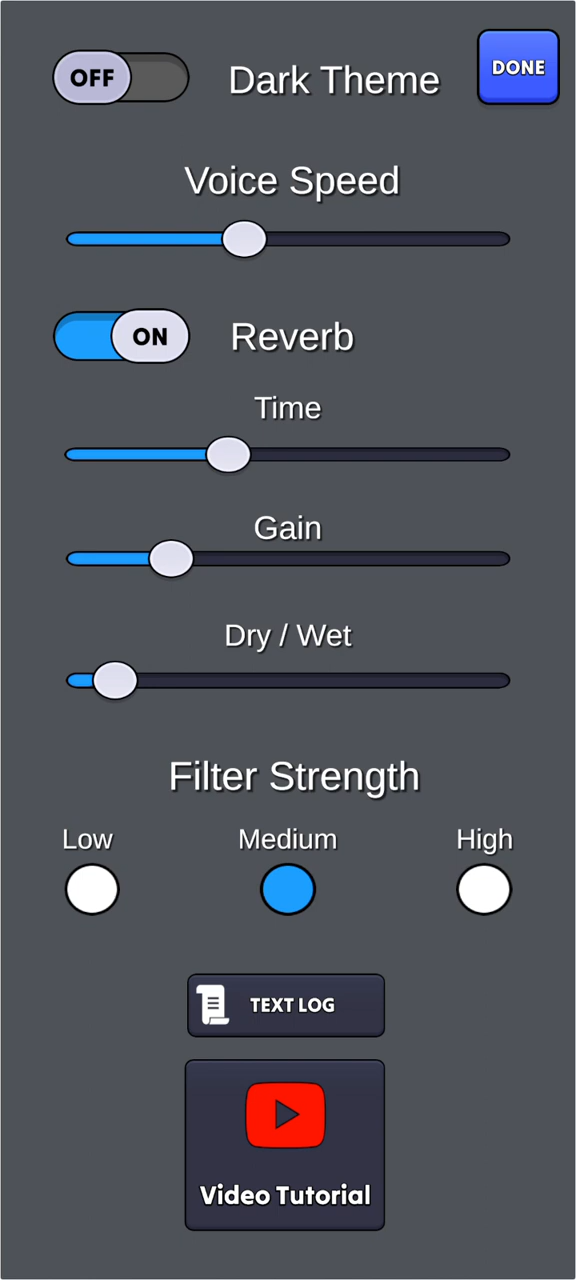 OFF
Dark Theme
DONE
Voice Speed
ON
Reverb
Time
Gain
Dry / Wet
Filter Strength
Low
Medium
High
TEXT LOG
Video Tutorial